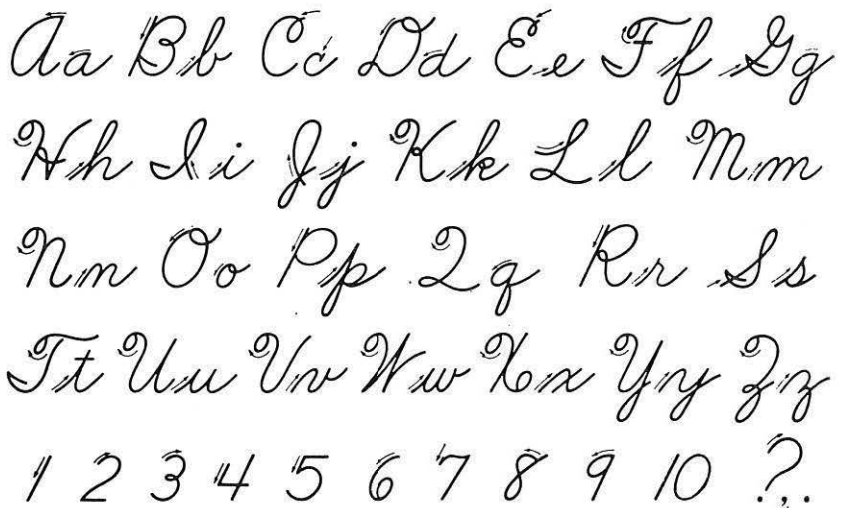 Aa Bb Cc Dd Ee Ff Gg
Hh Ii Jj Kk Ll Mm
Nn Oo Pp Qq Rr Ss
Tt Uu Vv Ww Xx Yy Zz
1 2 3 4 5 6 7 8 9 10 ? , .